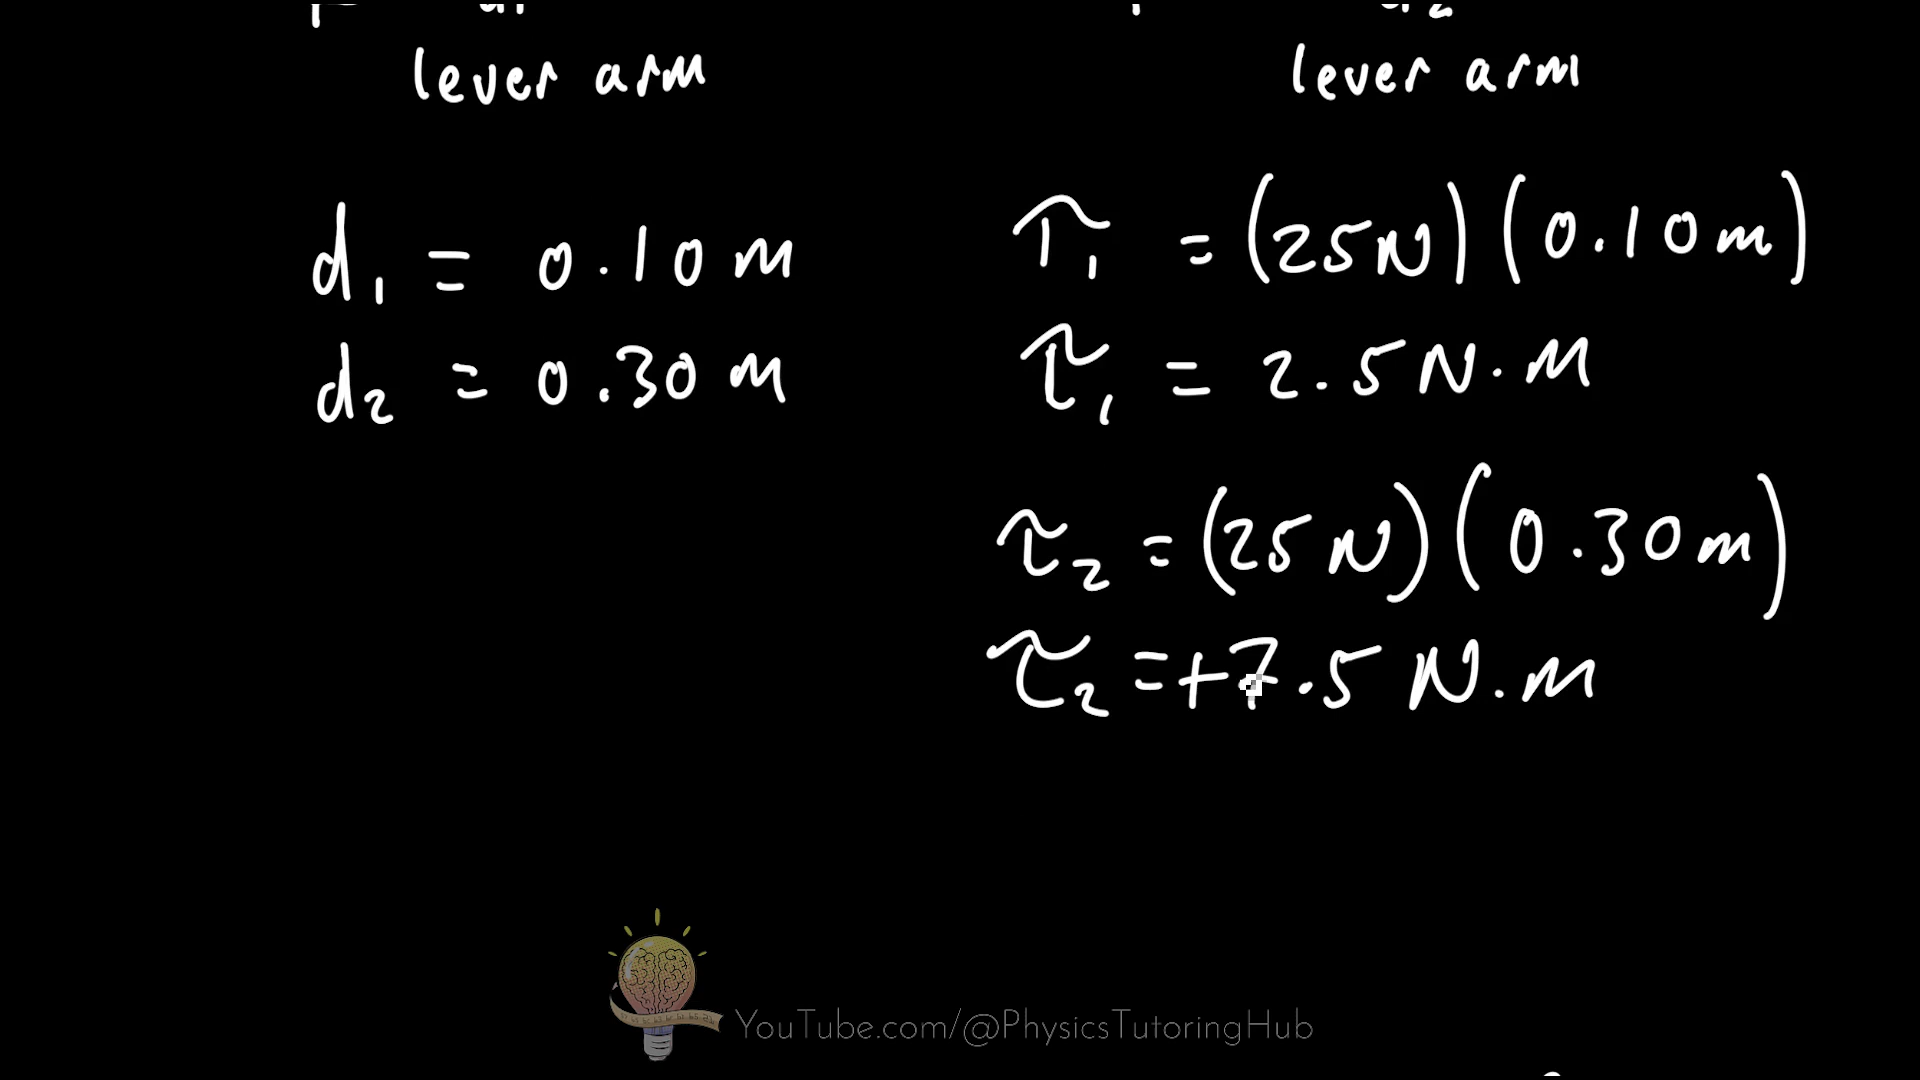 lever arm
lever arm
d₁ = 0.10 m
d₂ = 0.30 m
τ₁ = (25N)(0.10m)
τ₁ = 2.5 N·m
τ₂ = (25N)(0.30m)
τ₂ = +7.5 N·m
YouTube.com/@PhysicsTutoringHub